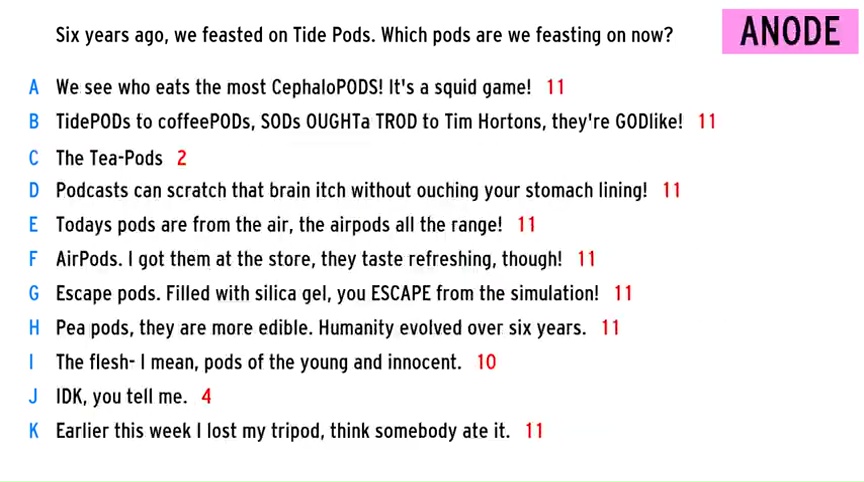 Six years ago, we feasted on Tide Pods. Which pods are we feasting on now?
ANODE
A We see who eats the most CephaloPODS! It's a squid game! 11
B TidePODs to coffeePODs, SODs OUGHTa TROD to Tim Hortons, they're GODlike! 11
C The Tea-Pods 2
D Podcasts can scratch that brain itch without ouching your stomach lining! 11
E Todays pods are from the air, the airpods all the range! 11
F AirPods. I got them at the store, they taste refreshing, though! 11
G Escape pods. Filled with silica gel, you ESCAPE from the simulation! 11
H Pea pods, they are more edible. Humanity evolved over six years. 11
I The flesh- I mean, pods of the young and innocent. 10
J IDK, you tell me. 4
K Earlier this week I lost my tripod, think somebody ate it. 11